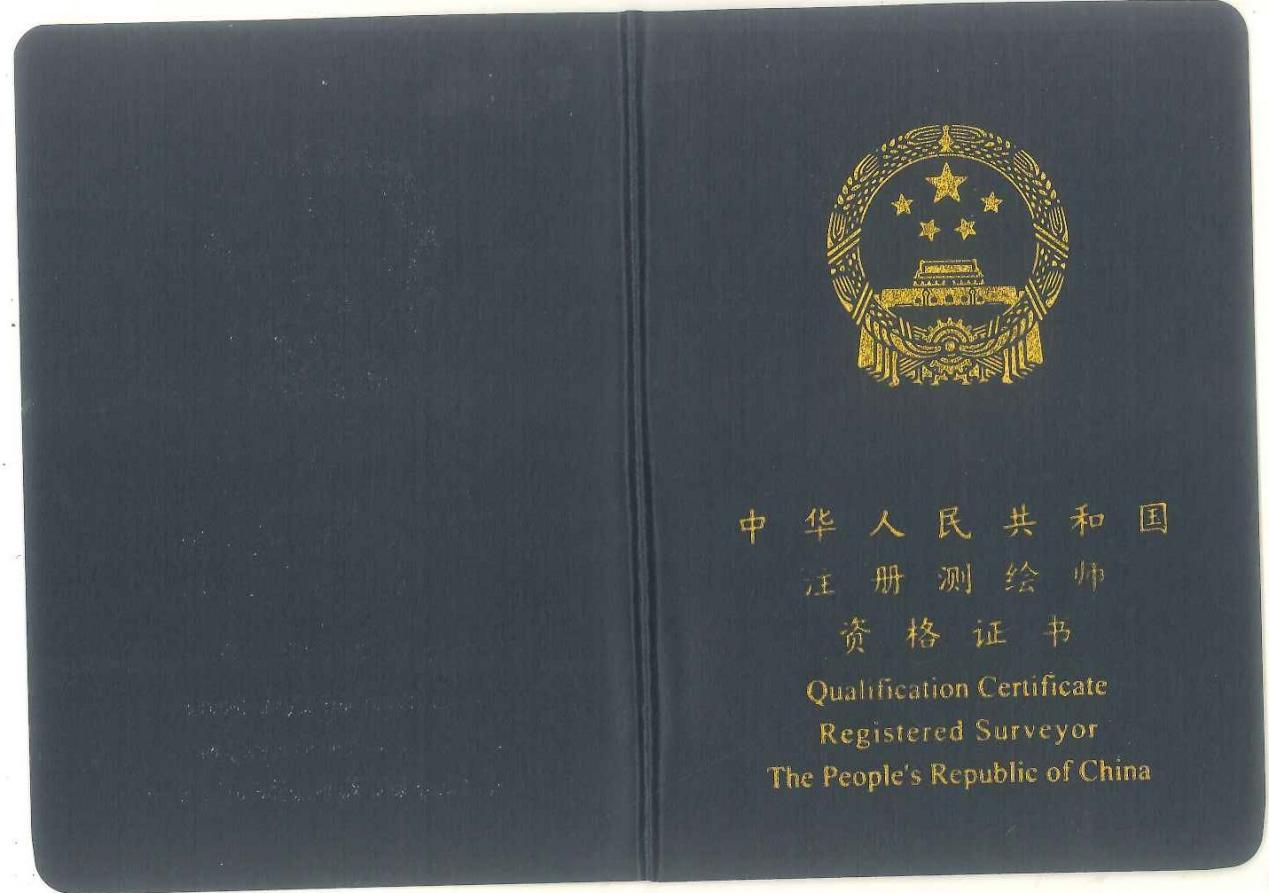 中华人民共和国
注册测绘师
资格证书
Qualification Certificate
Registered Surveyor
The People's Republic of China